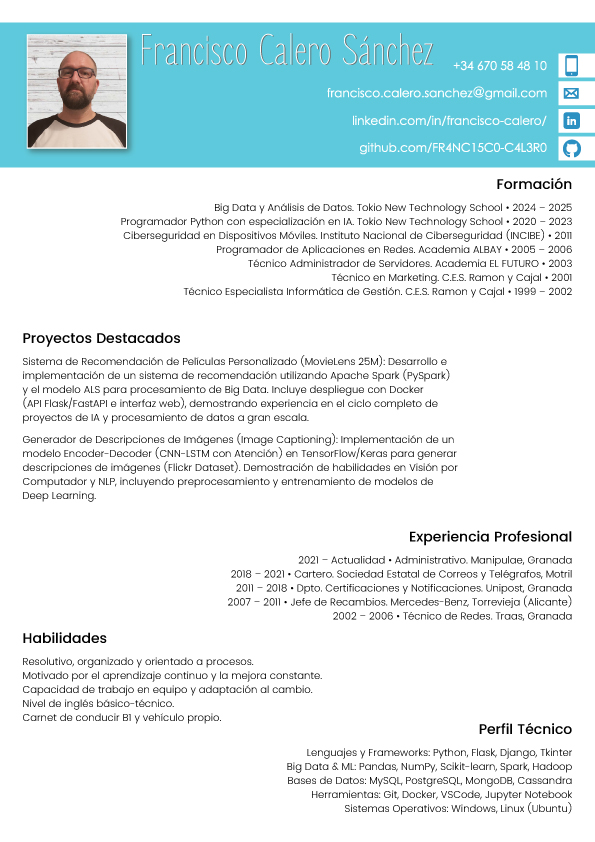 Francisco Calero Sánchez
+34 670 58 48 10
francisco.calero.sanchez@gmail.com
linkedin.com/in/francisco-calero/
github.com/FR4NC15C0-C4L3R0
Formación
Big Data y Análisis de Datos. Tokio New Technology School • 2024 – 2025
Programador Python con especialización en IA. Tokio New Technology School • 2020 – 2023
Ciberseguridad en Dispositivos Móviles. Instituto Nacional de Ciberseguridad (INCIBE) • 2011
Programador de Aplicaciones en Redes. Academia ALBAY • 2005 – 2006
Técnico Administrador de Servidores. Academia EL FUTURO • 2003
Técnico en Marketing. C.E.S. Ramon y Cajal • 2001
Técnico Especialista Informática de Gestión. C.E.S. Ramon y Cajal • 1999 – 2002
Proyectos Destacados
Sistema de Recomendación de Películas Personalizado (MovieLens 25M): Desarrollo e
implementación de un sistema de recomendación utilizando Apache Spark (PySpark)
y el modelo ALS para procesamiento de Big Data. Incluye despliegue con Docker
(API Flask/FastAPI e interfaz web), demostrando experiencia en el ciclo completo de
proyectos de IA y procesamiento de datos a gran escala.
Generador de Descripciones de Imágenes (Image Captioning): Implementación de un
modelo Encoder-Decoder (CNN-LSTM con Atención) en TensorFlow/Keras para generar
descripciones de imágenes (Flickr Dataset). Demostración de habilidades en Visión por
Computador y NLP, incluyendo preprocesamiento y entrenamiento de modelos de
Deep Learning.
Experiencia Profesional
2021 – Actualidad • Administrativo. Manipulae, Granada
2018 – 2021 • Cartero. Sociedad Estatal de Correos y Telégrafos, Motril
2011 – 2018 • Dpto. Certificaciones y Notificaciones. Unipost, Granada
2007 – 2011 • Jefe de Recambios. Mercedes-Benz, Torrevieja (Alicante)
2002 – 2006 • Técnico de Redes. Traas, Granada
Habilidades
Resolutivo, organizado y orientado a procesos.
Motivado por el aprendizaje continuo y la mejora constante.
Capacidad de trabajo en equipo y adaptación al cambio.
Nivel de inglés básico-técnico.
Carnet de conducir B1 y vehículo propio.
Perfil Técnico
Lenguajes y Frameworks: Python, Flask, Django, Tkinter
Big Data & ML: Pandas, NumPy, Scikit-learn, Spark, Hadoop
Bases de Datos: MySQL, PostgreSQL, MongoDB, Cassandra
Herramientas: Git, Docker, VSCode, Jupyter Notebook
Sistemas Operativos: Windows, Linux (Ubuntu)